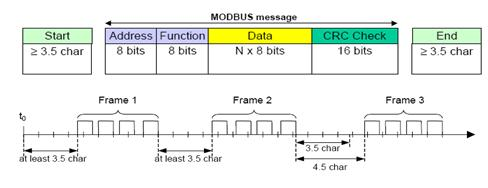 MODBUS message
Start Address Function Data CRC Check End
≥ 3.5 char 8 bits 8 bits N x 8 bits 16 bits ≥ 3.5 char
Frame 1 Frame 2 Frame 3
t0
at least 3.5 char at least 3.5 char 3.5 char
4.5 char